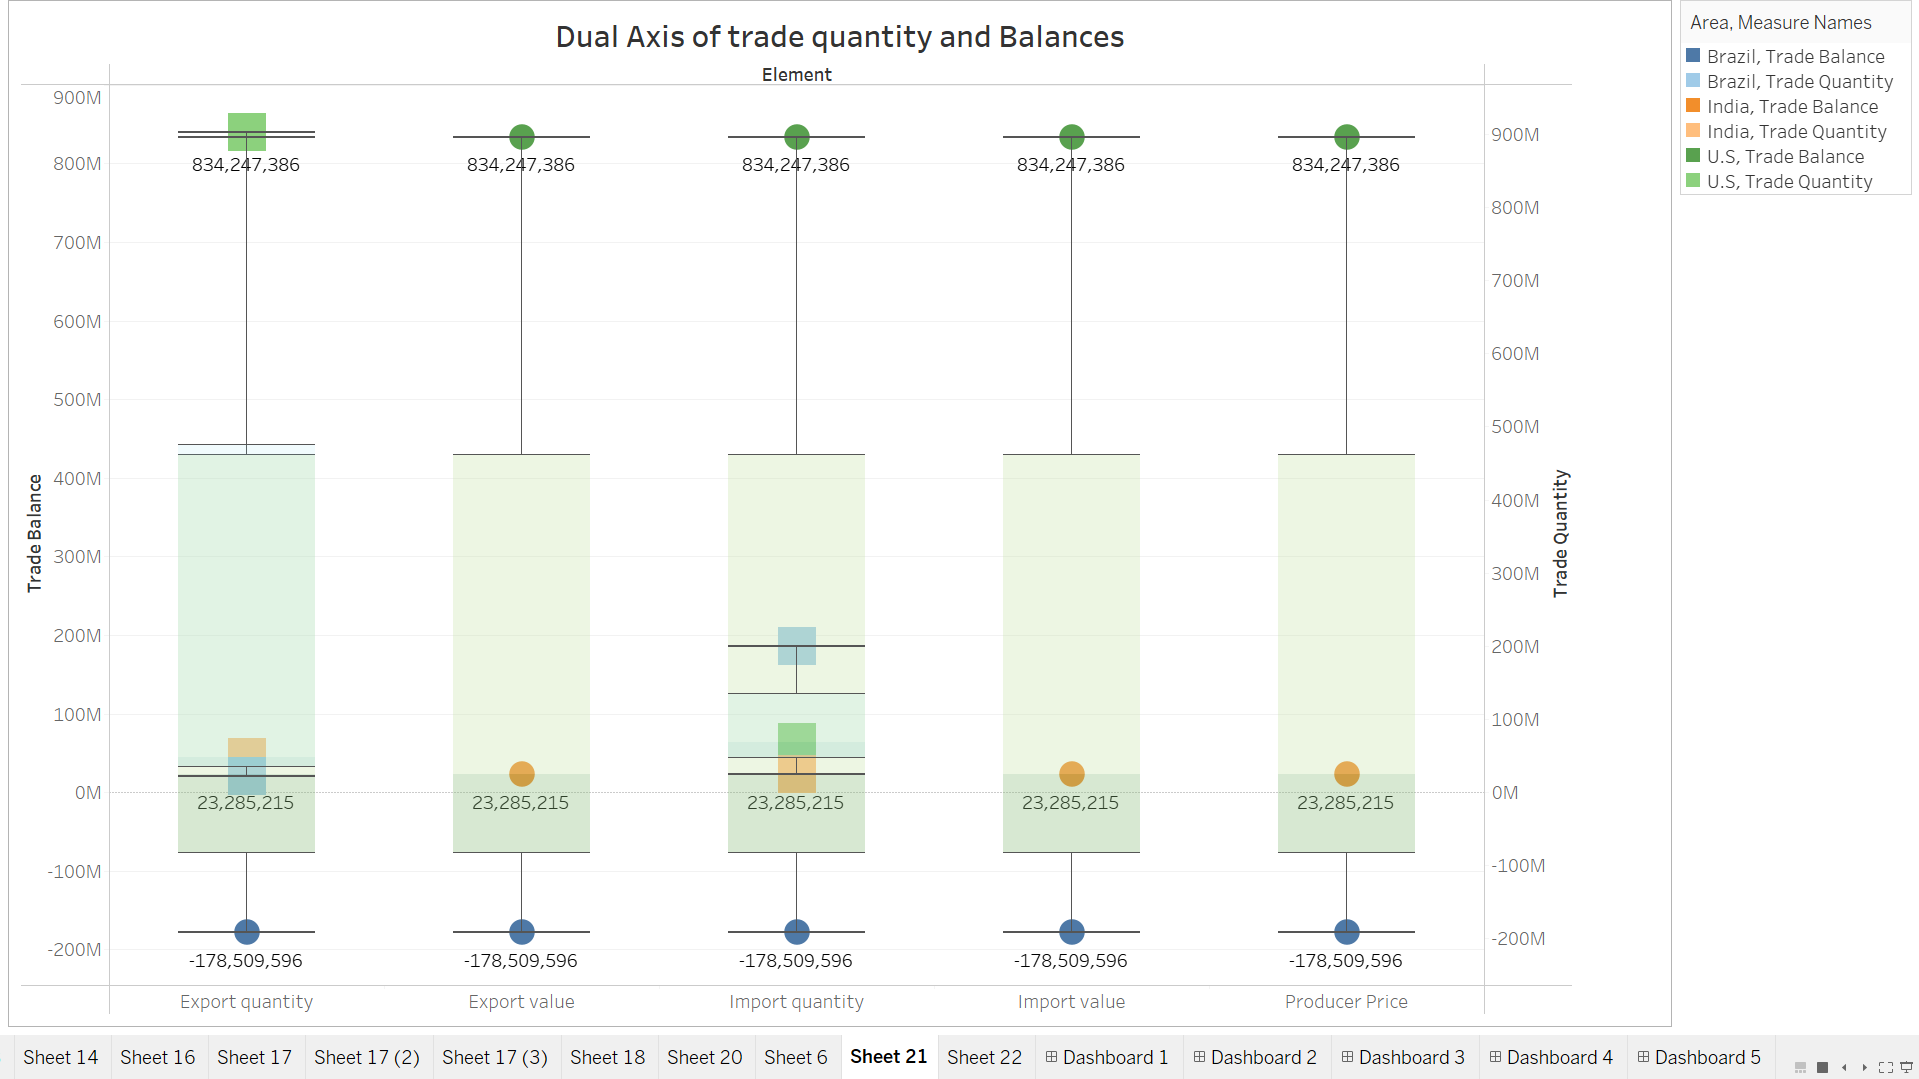 Dual Axis of trade quantity and Balances
Element
Trade Balance
900M
800M
700M
600M
500M
400M
300M
200M
100M
0M
-100M
-200M
834,247,386 834,247,386 834,247,386 834,247,386 834,247,386
23,285,215 23,285,215 23,285,215 23,285,215 23,285,215
-178,509,596 -178,509,596 -178,509,596 -178,509,596 -178,509,596
Export quantity Export value Import quantity Import value Producer Price
900M
800M
700M
600M
500M
400M
300M
200M
100M
0M
-100M
-200M
Trade Quantity
Area, Measure Names
Brazil, Trade Balance
Brazil, Trade Quantity
India, Trade Balance
India, Trade Quantity
U.S, Trade Balance
U.S, Trade Quantity
Sheet 14 Sheet 16 Sheet 17 Sheet 17 (2) Sheet 17 (3) Sheet 18 Sheet 20 Sheet 6 Sheet 21 Sheet 22 Dashboard 1 Dashboard 2 Dashboard 3 Dashboard 4 Dashboard 5